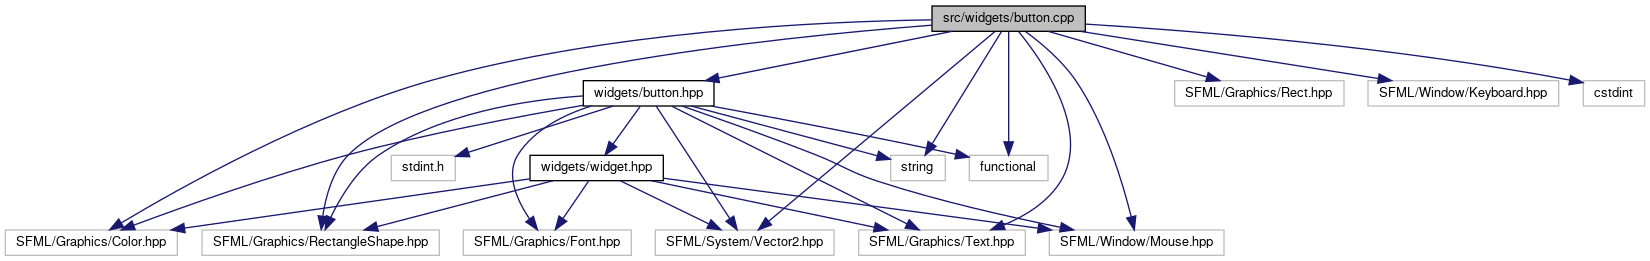 src/widgets/button.cpp
widgets/button.hpp
SFML/Graphics/Rect.hpp
SFML/Window/Keyboard.hpp
cstdint
stdint.h
widgets/widget.hpp
string
functional
SFML/Graphics/Color.hpp
SFML/Graphics/RectangleShape.hpp
SFML/Graphics/Font.hpp
SFML/System/Vector2.hpp
SFML/Graphics/Text.hpp
SFML/Window/Mouse.hpp